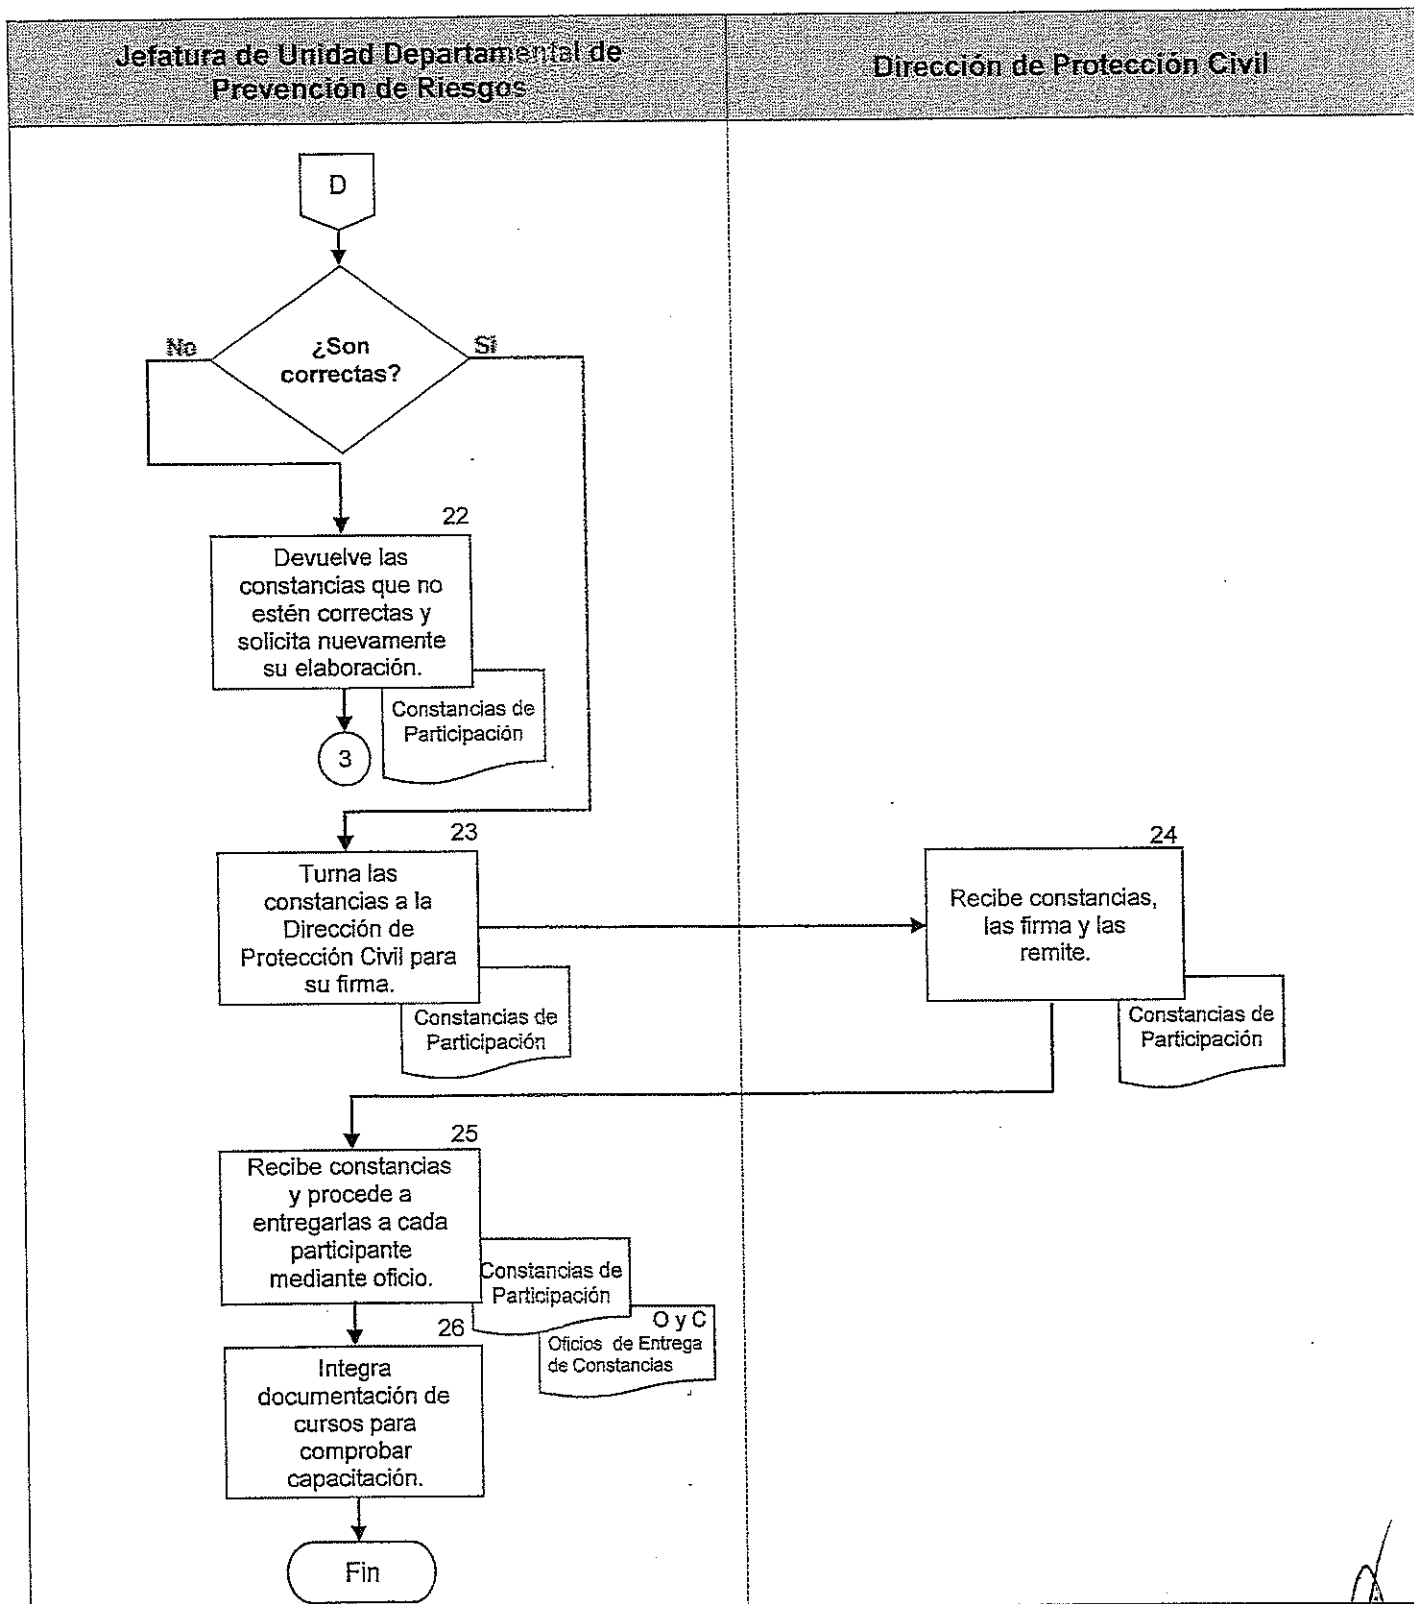 Jefatura de Unidad Departamental de
Prevención de Riesgos
Dirección de Protección Civil
D
¿Son
correctas?
No
Si
22
Devuelve las
constancias que no
estén correctas y
solicita nuevamente
su elaboración.
Constancias de
Participación
3
23
Turna las
constancias a la
Dirección de
Protección Civil para
su firma.
Constancias de
Participación
24
Recibe constancias,
las firma y las
remite.
Constancias de
Participación
25
Recibe constancias
y procede a
entregarlas a cada
participante
mediante oficio.
Constancias de
Participación
O y C
Oficios de Entrega
de Constancias
26
Integra
documentación de
cursos para
comprobar
capacitación.
Fin